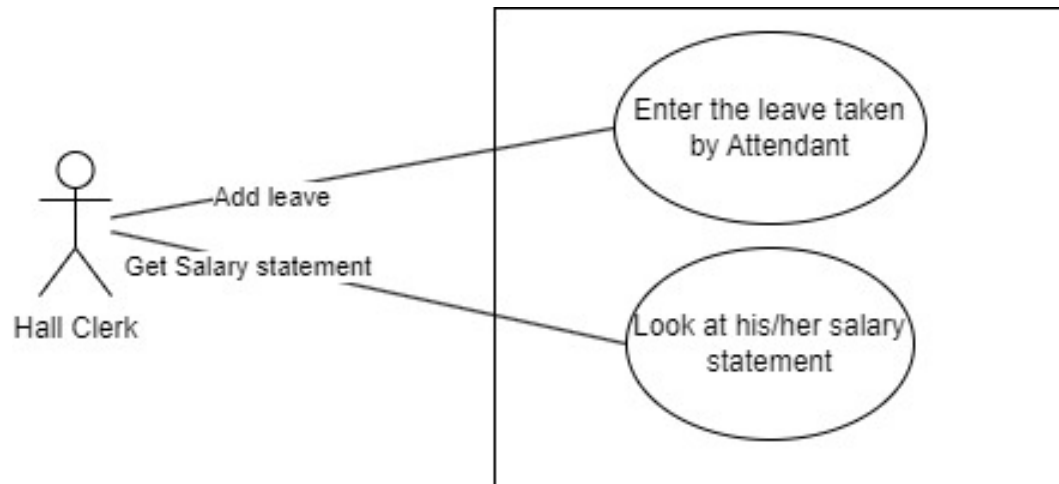 Enter the leave taken
by Attendant
Add leave
Get Salary statement
Hall Clerk
Look at his/her salary
statement